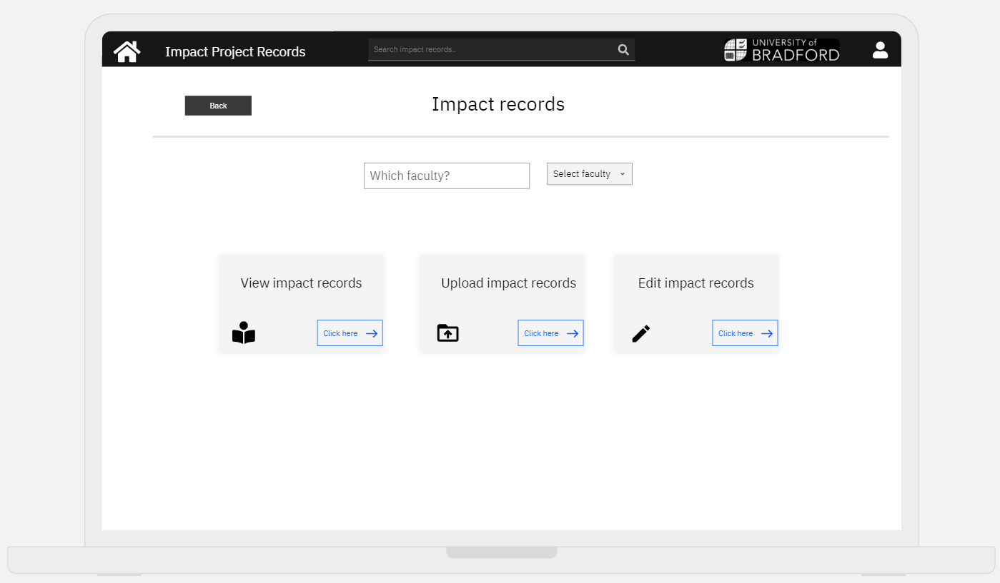 Impact Project Records
Search impact records..
UNIVERSITY of
BRADFORD
Back
Impact records
Which faculty?
Select faculty
View impact records
Click here
Upload impact records
Click here
Edit impact records
Click here